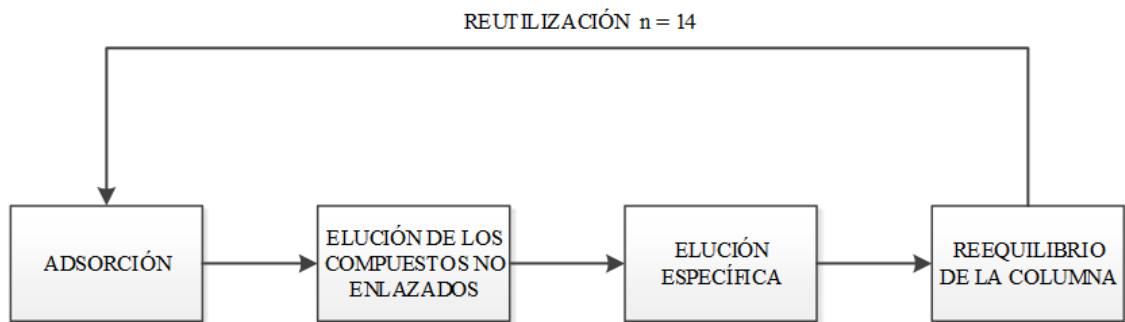 REUTILIZACIÓN n = 14
ADSORCIÓN
ELUCIÓN DE LOS
COMPUESTOS NO
ENLAZADOS
ELUCIÓN
ESPECÍFICA
REEQUILIBRIO
DE LA COLUMNA